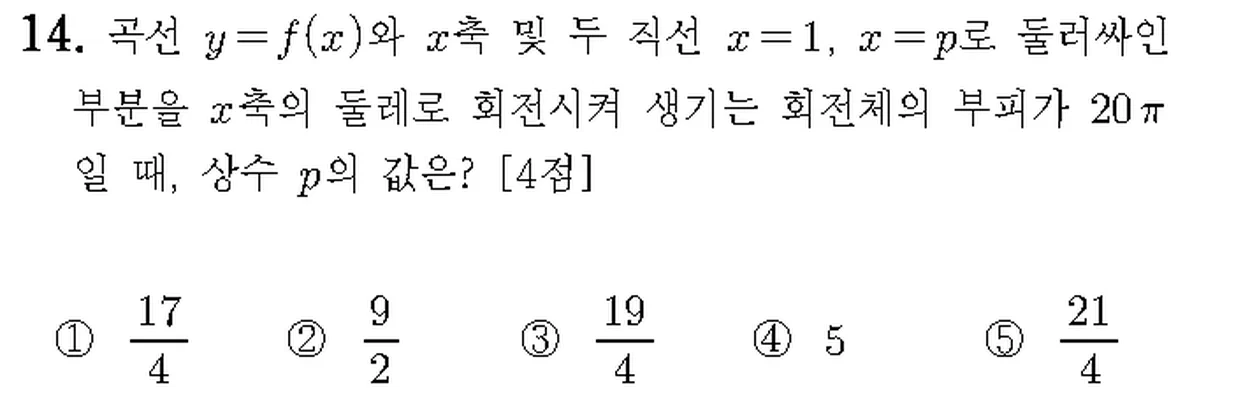 14. 곡선 y=f(x)와 x축 및 두 직선 x=1, x=p로 둘러싸인
부분을 x축의 둘레로 회전시켜 생기는 회전체의 부피가 20π
일 때, 상수 p의 값은? [4점]
① 17/4 ② 9/2 ③ 19/4 ④ 5 ⑤ 21/4